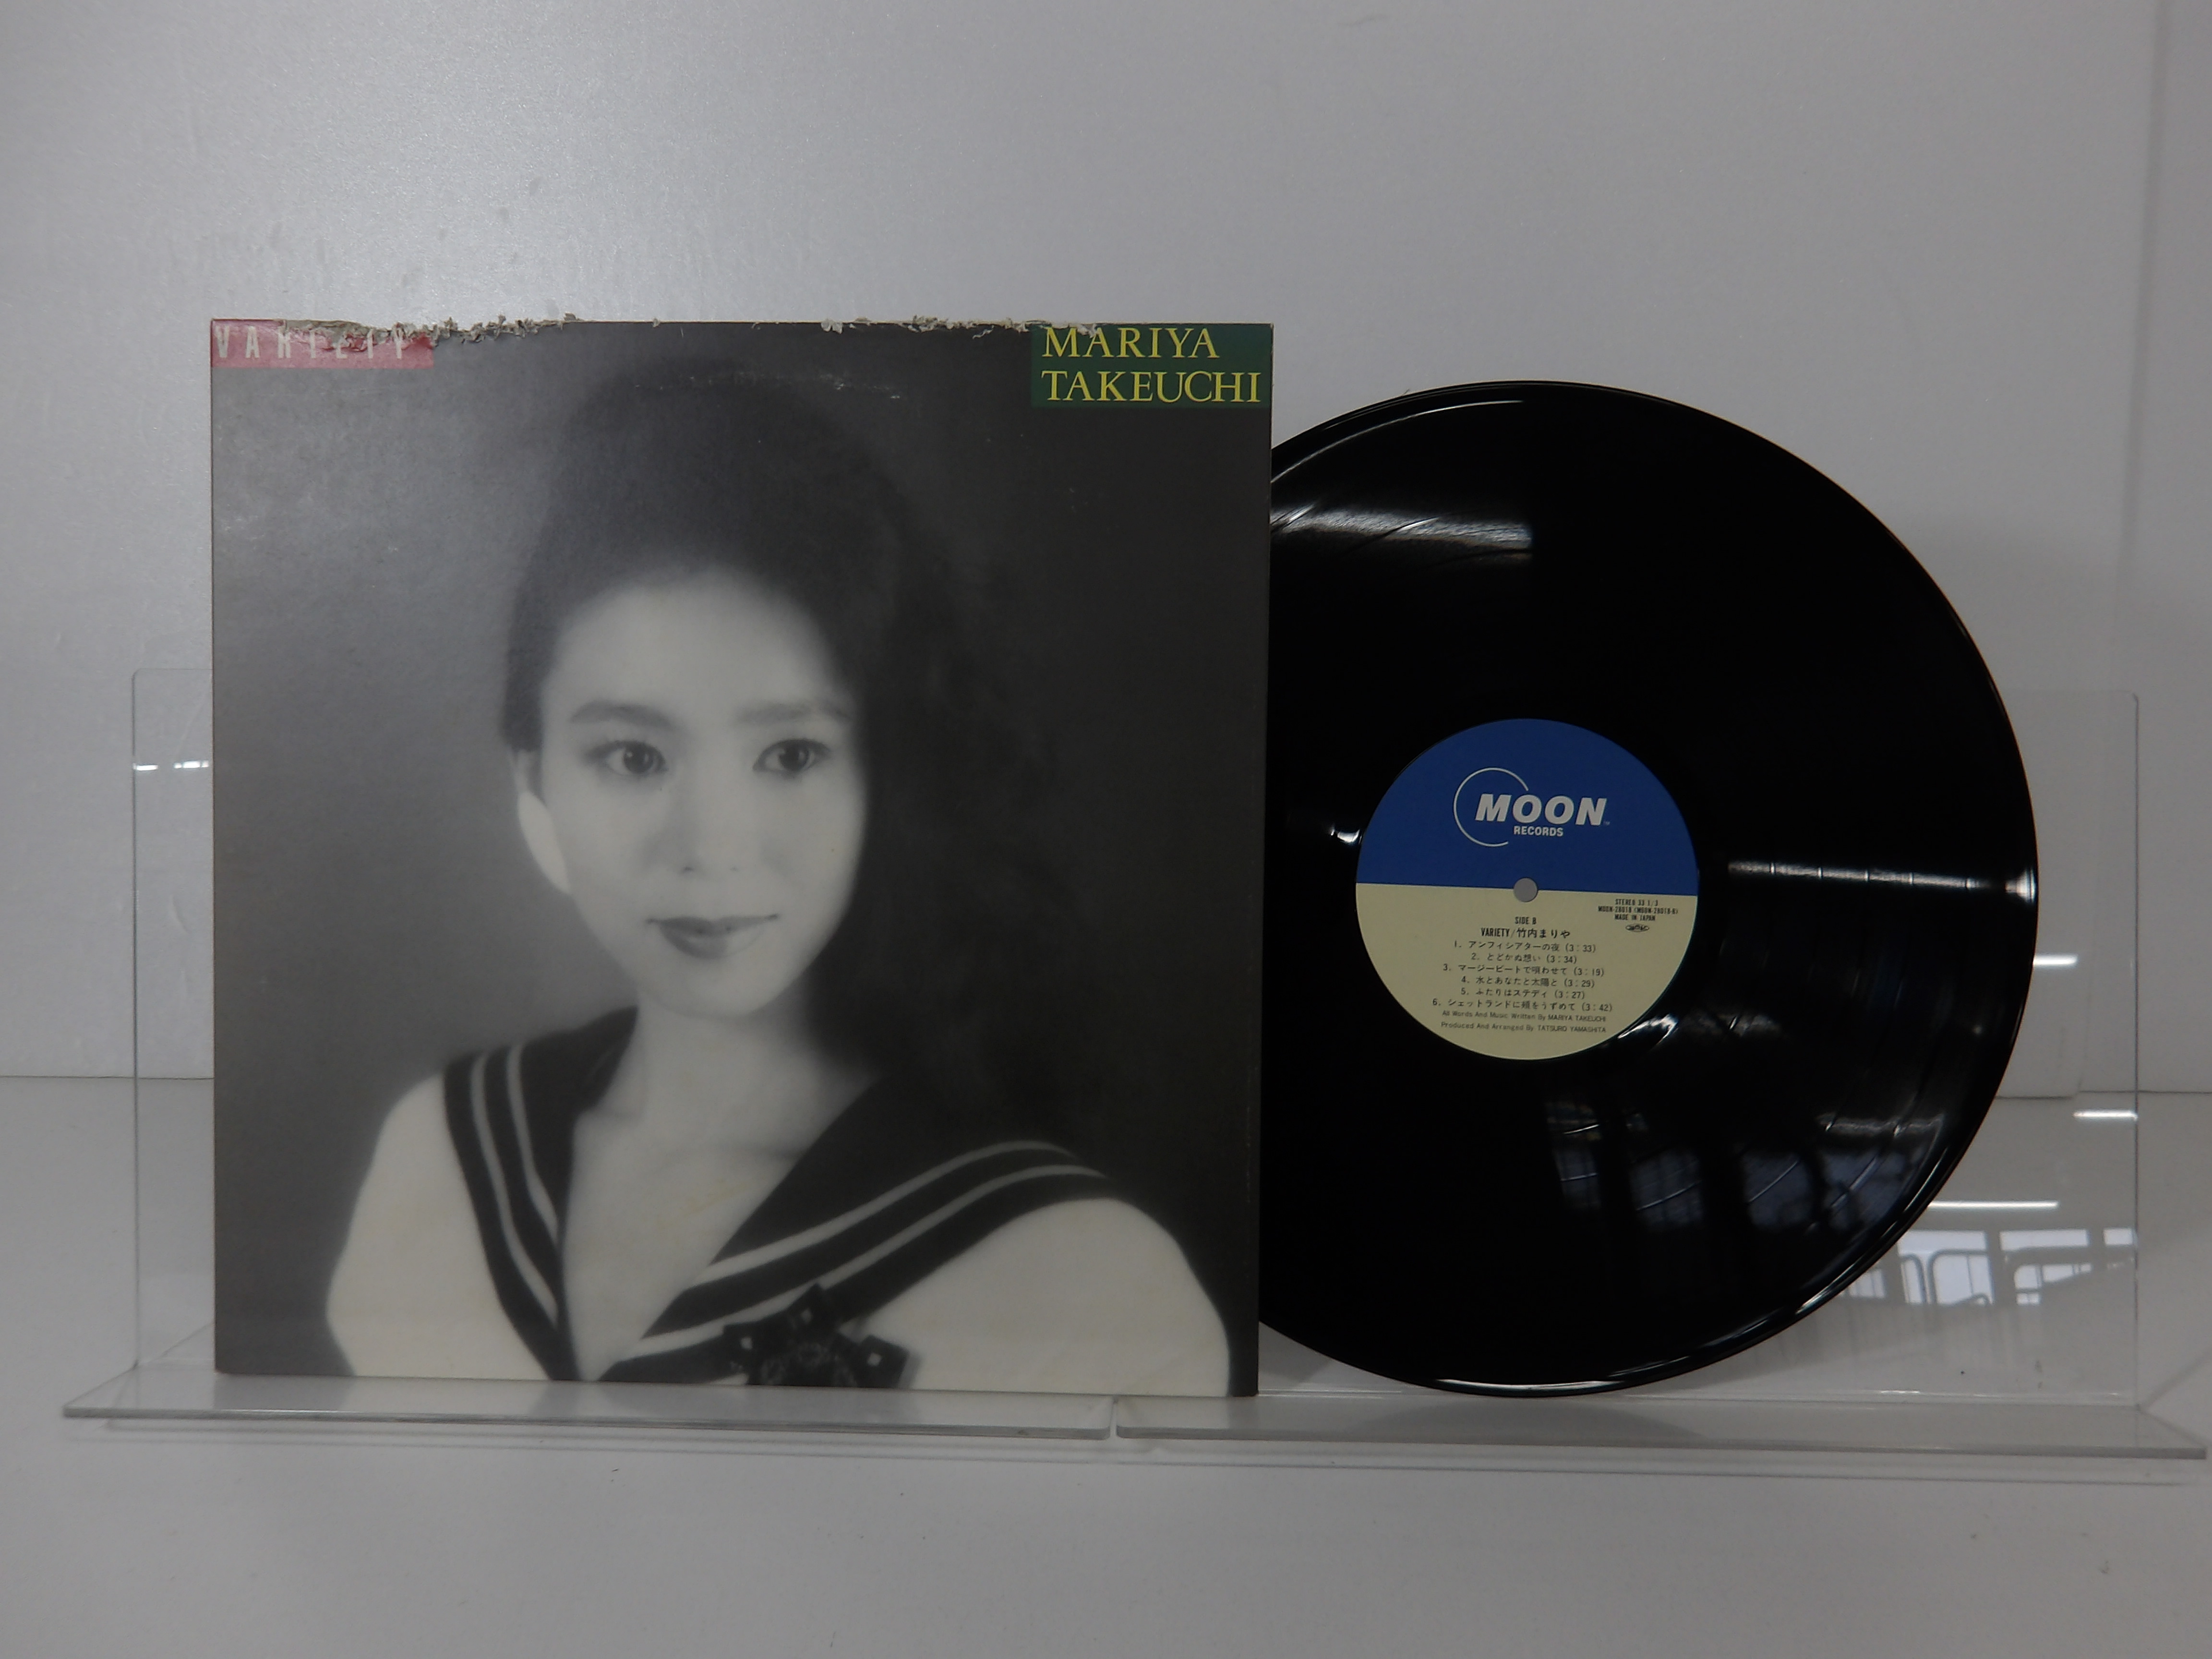 VARIETY
MARIYA
TAKEUCHI
MOON
RECORDS
STEREO 33 1/3
MOON-28018 (MOON-28018-B)
MADE IN JAPAN
SIDE B
VARIETY/竹内まりや
1. アンフィシアターの夜 (3:33)
2. とどかぬ想い (3:34)
3. マージービートで唄わせて (3:19)
4. 水とあなたと太陽と (3:29)
5. ふたりはステディ (3:27)
6. シェットランドに頬をうずめて (3:42)
All Words And Music Written By MARIYA TAKEUCHI
Produced And Arranged By TATSURO YAMASHITA